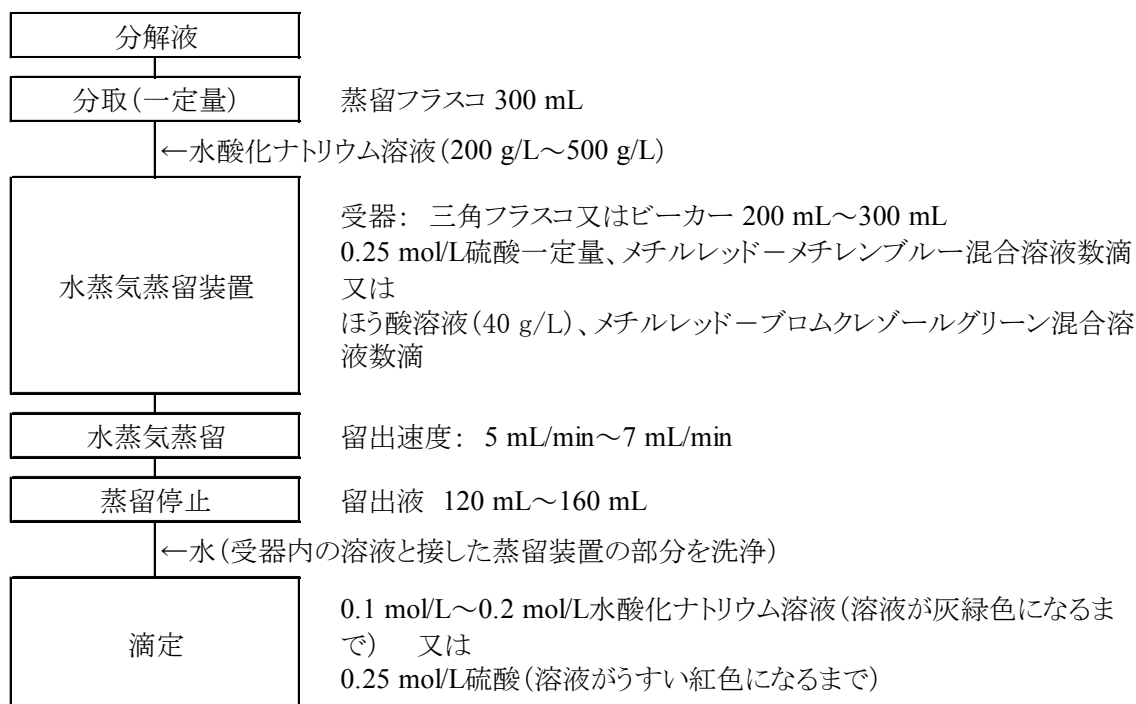 分解液
分取（一定量）
蒸留フラスコ 300 mL
←水酸化ナトリウム溶液（200 g/L～500 g/L）
水蒸気蒸留装置
受器： 三角フラスコ又はビーカー 200 mL～300 mL
0.25 mol/L硫酸一定量、メチルレッド－メチレンブルー混合溶液数滴
又は
ほう酸溶液（40 g/L）、メチルレッド－ブロムクレゾールグリーン混合溶
液数滴
水蒸気蒸留
留出速度： 5 mL/min～7 mL/min
蒸留停止
留出液 120 mL～160 mL
←水（受器内の溶液と接した蒸留装置の部分を洗浄）
滴定
0.1 mol/L～0.2 mol/L水酸化ナトリウム溶液（溶液が灰緑色になるま
で） 又は
0.25 mol/L硫酸（溶液がうすい紅色になるまで）